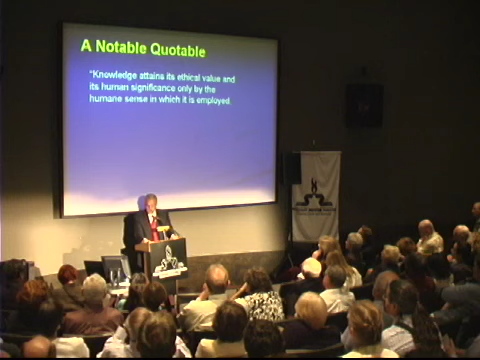 A Notable Quotable
"Knowledge attains its ethical value and
its human significance only by the
humane sense in which it is employed.